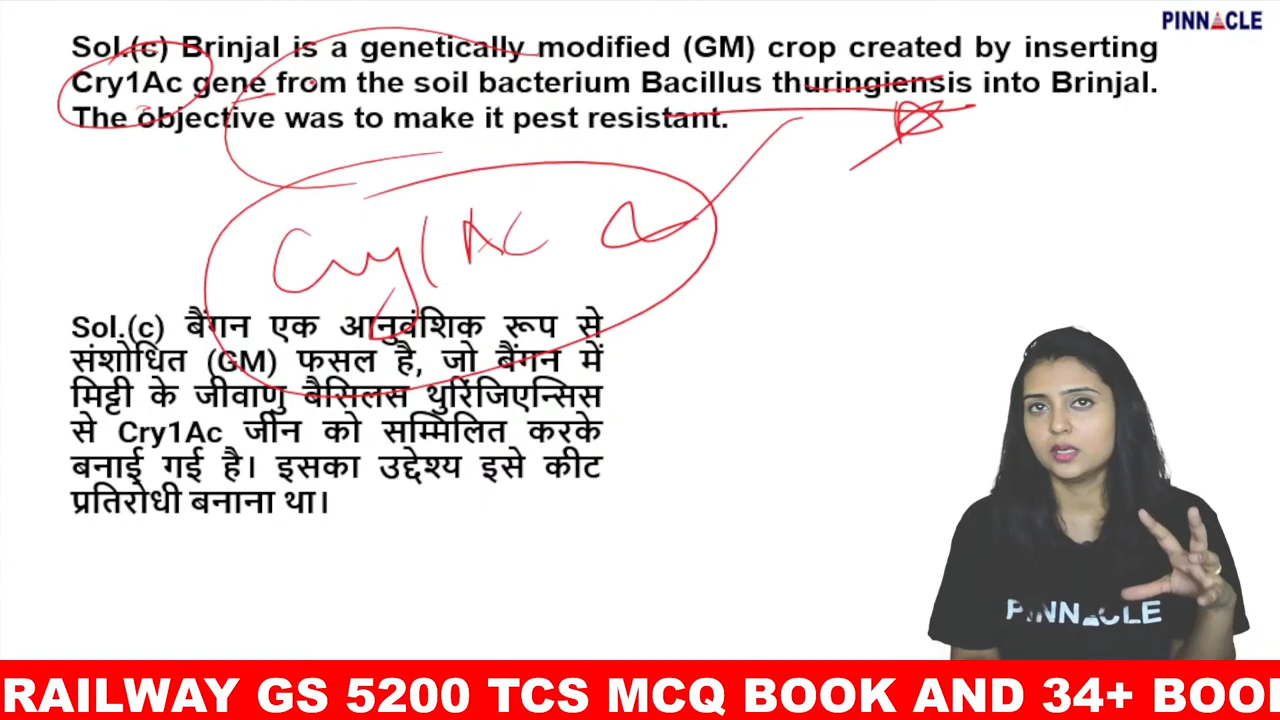 PINNACLE
Sol.(c) Brinjal is a genetically modified (GM) crop created by inserting
Cry1Ac gene from the soil bacterium Bacillus thuringiensis into Brinjal.
The objective was to make it pest resistant.
Cry1AC
Sol.(c) बैंगन एक आनुवंशिक रूप से
संशोधित (GM) फसल है, जो बैंगन में
मिट्टी के जीवाणु बैसिलस थुरिंजिएन्सिस
से Cry1Ac जीन को सम्मिलित करके
बनाई गई है। इसका उद्देश्य इसे कीट
प्रतिरोधी बनाना था।
PINNACLE
RAILWAY GS 5200 TCS MCQ BOOK AND 34+ BOO